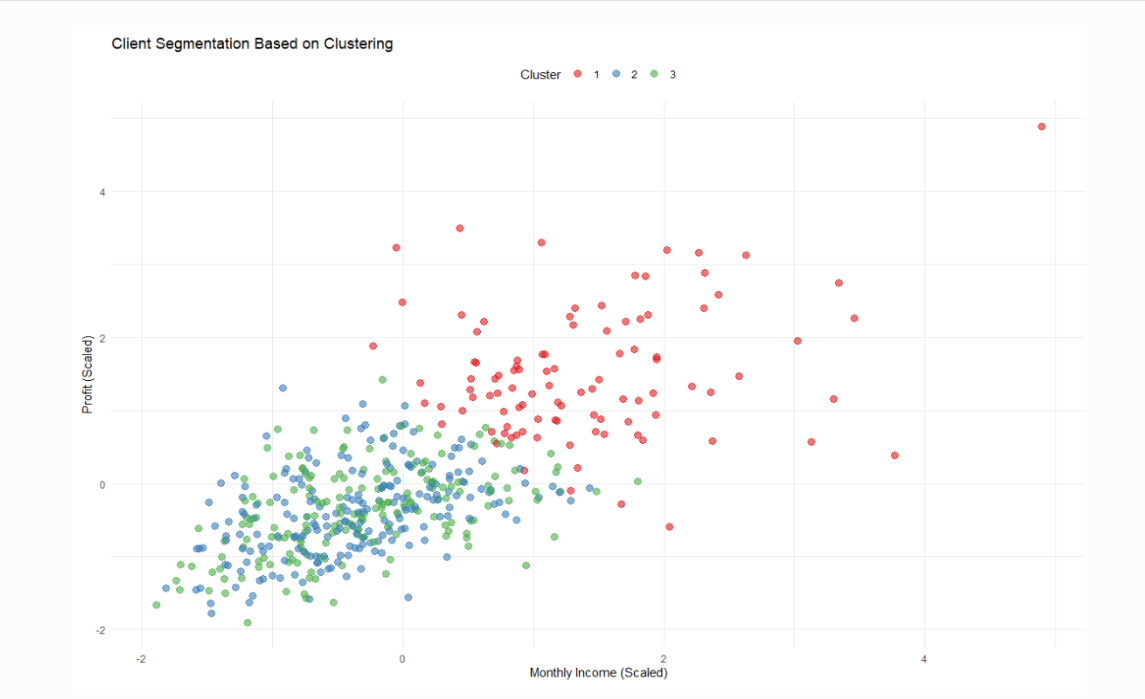 Client Segmentation Based on Clustering
Cluster 1 2 3
4
2
0
-2
Profit (Scaled)
-2 0 2 4
Monthly Income (Scaled)